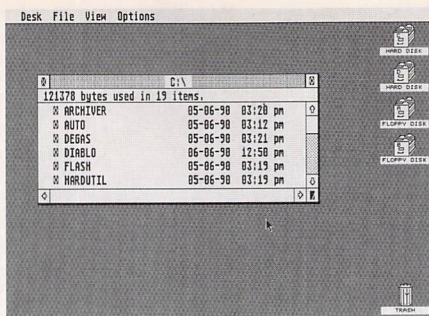 Desk File View Options
HARD DISK
HARD DISK
FLOPPY DISK
FLOPPY DISK
C:\
121378 bytes used in 19 items.
ARCHIVER 05-06-90 03:20 pm
AUTO 05-06-90 03:12 pm
DEGAS 05-06-90 03:21 pm
DIABLO 06-06-90 12:50 pm
FLASH 05-06-90 03:19 pm
HARDUTIL 05-06-90 03:19 pm
TRASH